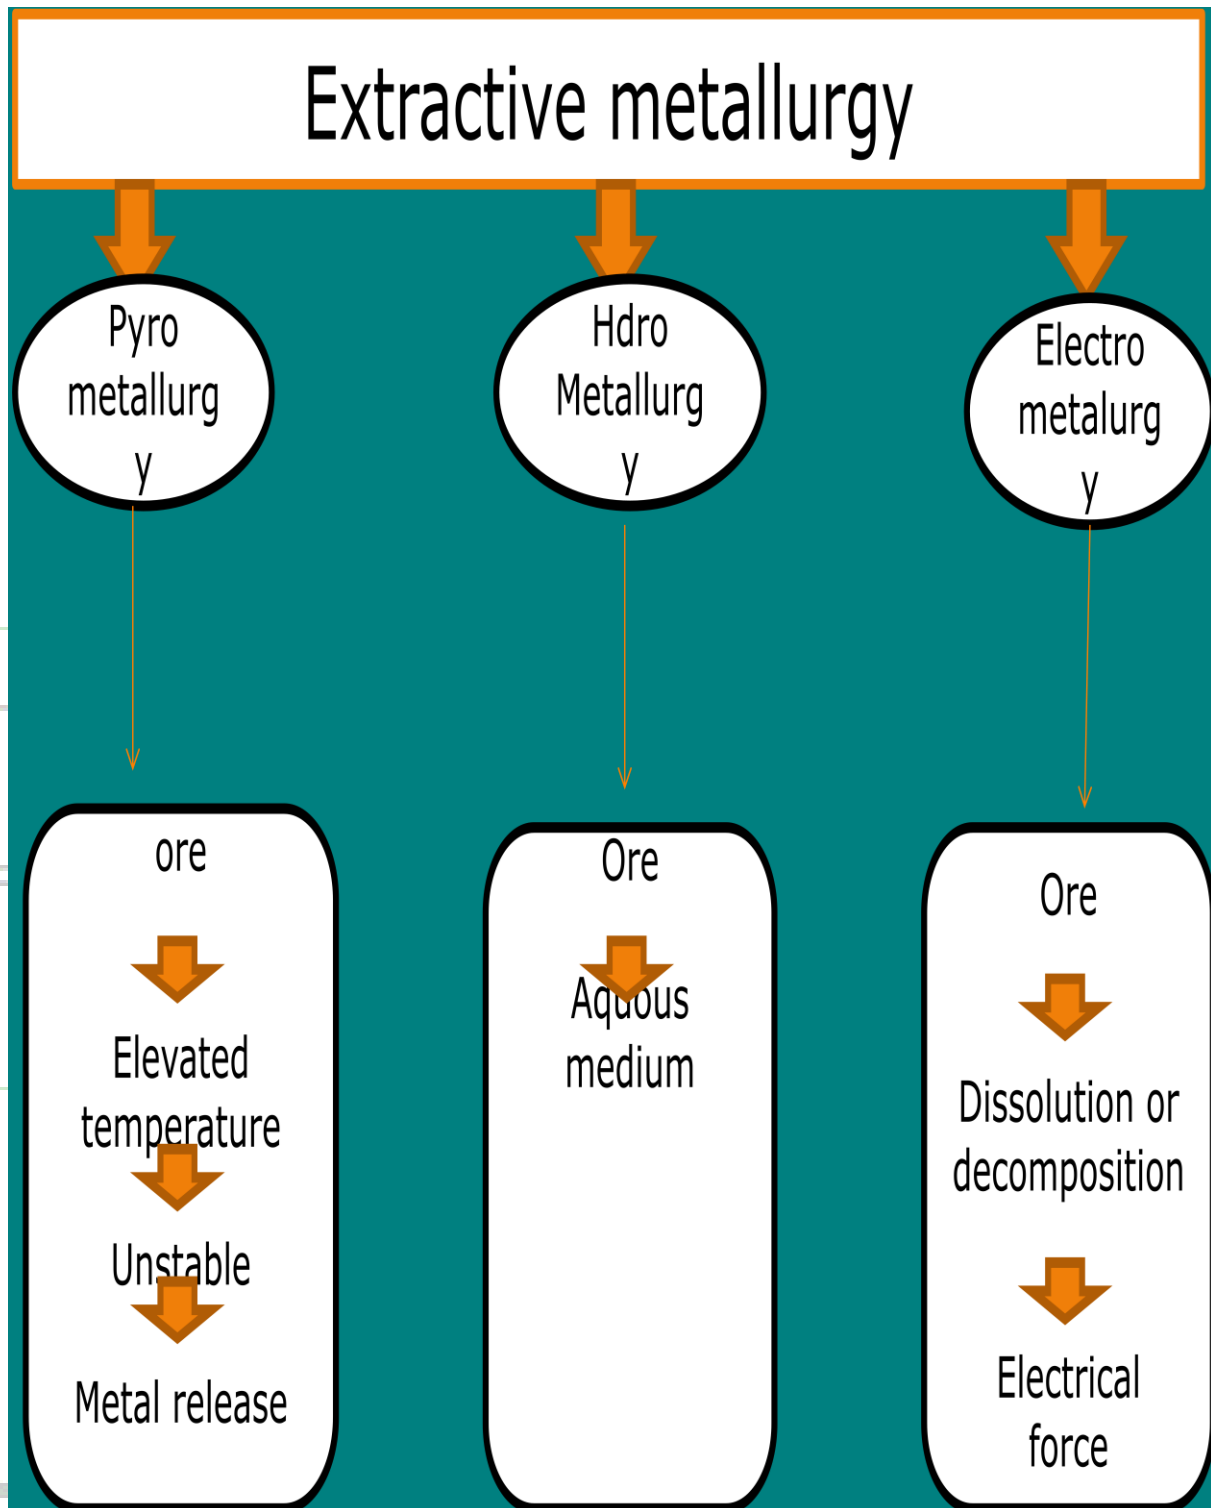 Extractive metallurgy
Pyro
metallurg
y
Hdro
Metallurg
y
Electro
metalurg
y
ore
Elevated
temperature
Unstable
Metal release
Ore
Aquous
medium
Ore
Dissolution or
decomposition
Electrical
force